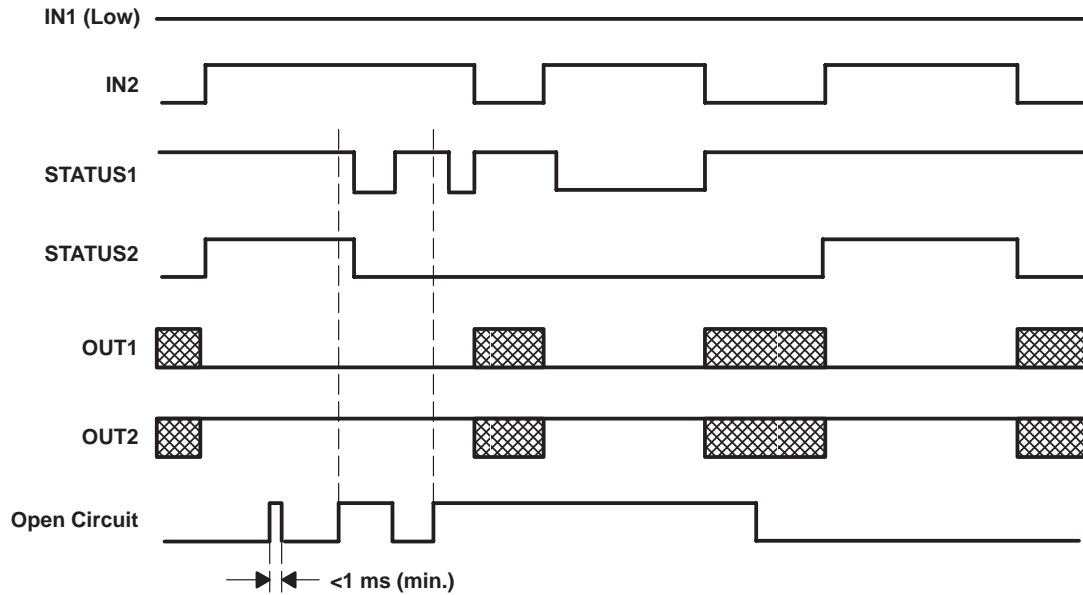 IN1 (Low)
IN2
STATUS1
STATUS2
OUT1
OUT2
Open Circuit
<1 ms (min.)